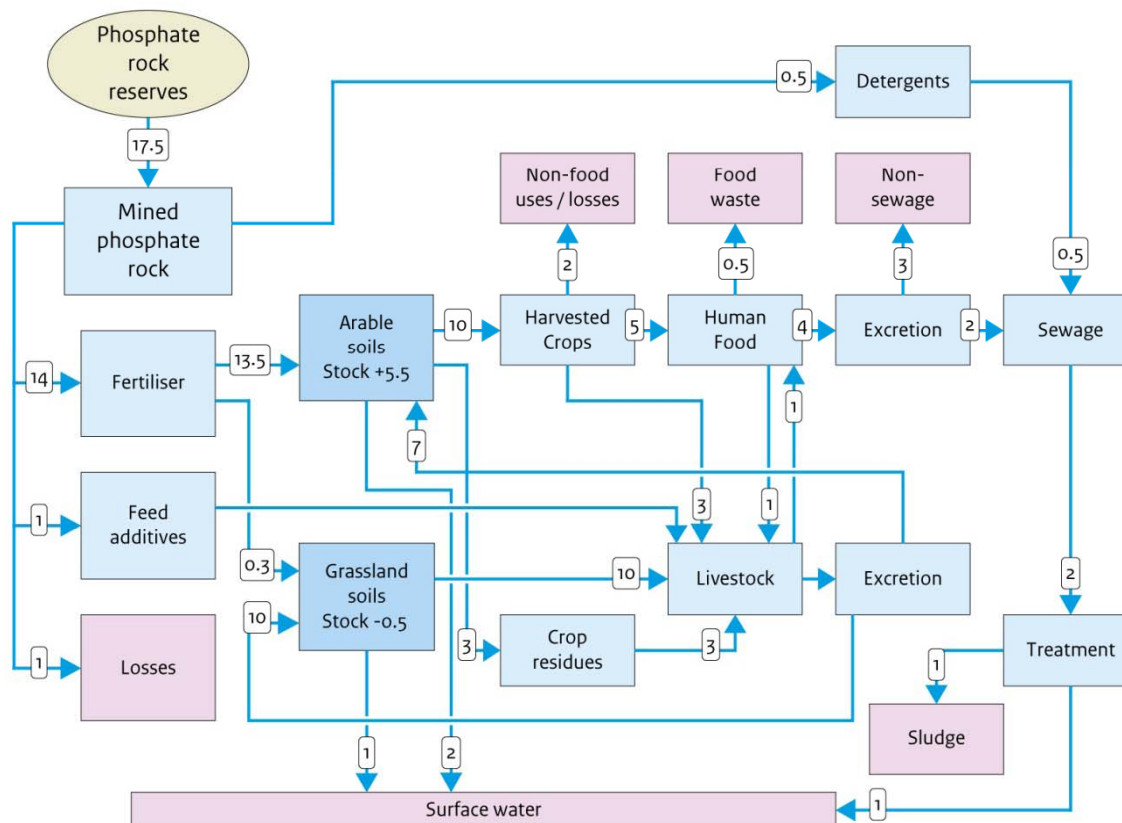 Phosphate
rock
reserves
17.5
Mined
phosphate
rock
0.5
Detergents
0.5
Non-food
uses / losses
Food
waste
Non-
sewage
2
0.5
3
14
Fertiliser
13.5
Arable
soils
Stock +5.5
10
Harvested
Crops
5
Human
Food
4
Excretion
2
Sewage
7
1
1
Feed
additives
3
1
0.3
Grassland
soils
Stock -0.5
10
Livestock
Excretion
10
2
3
Crop
residues
3
Treatment
1
Losses
1
Sludge
1
2
Surface water
1